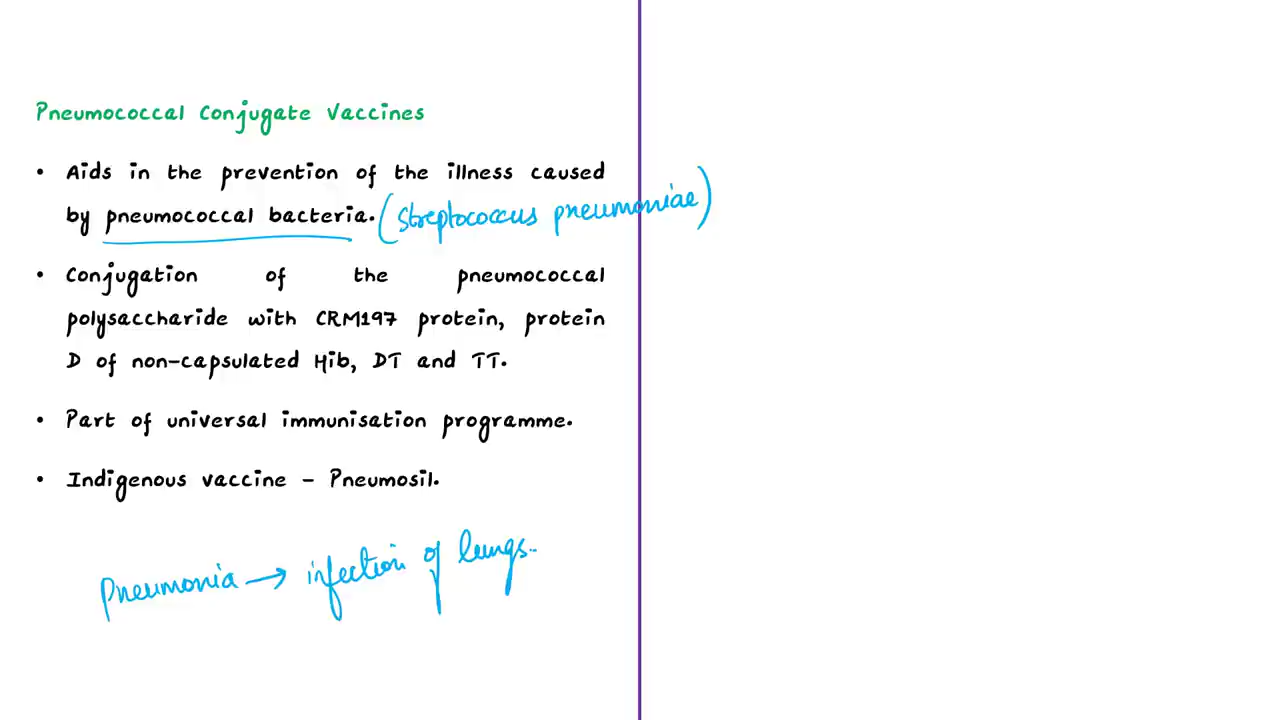 Pneumococcal Conjugate Vaccines
• Aids in the prevention of the illness caused
by pneumococcal bacteria. (Streptococcus pneumoniae)
• Conjugation of the pneumococcal
polysaccharide with CRM197 protein, protein
D of non-capsulated Hib, DT and TT.
• Part of universal immunisation programme.
• Indigenous vaccine - Pneumosil.
Pneumonia → infection of lungs.